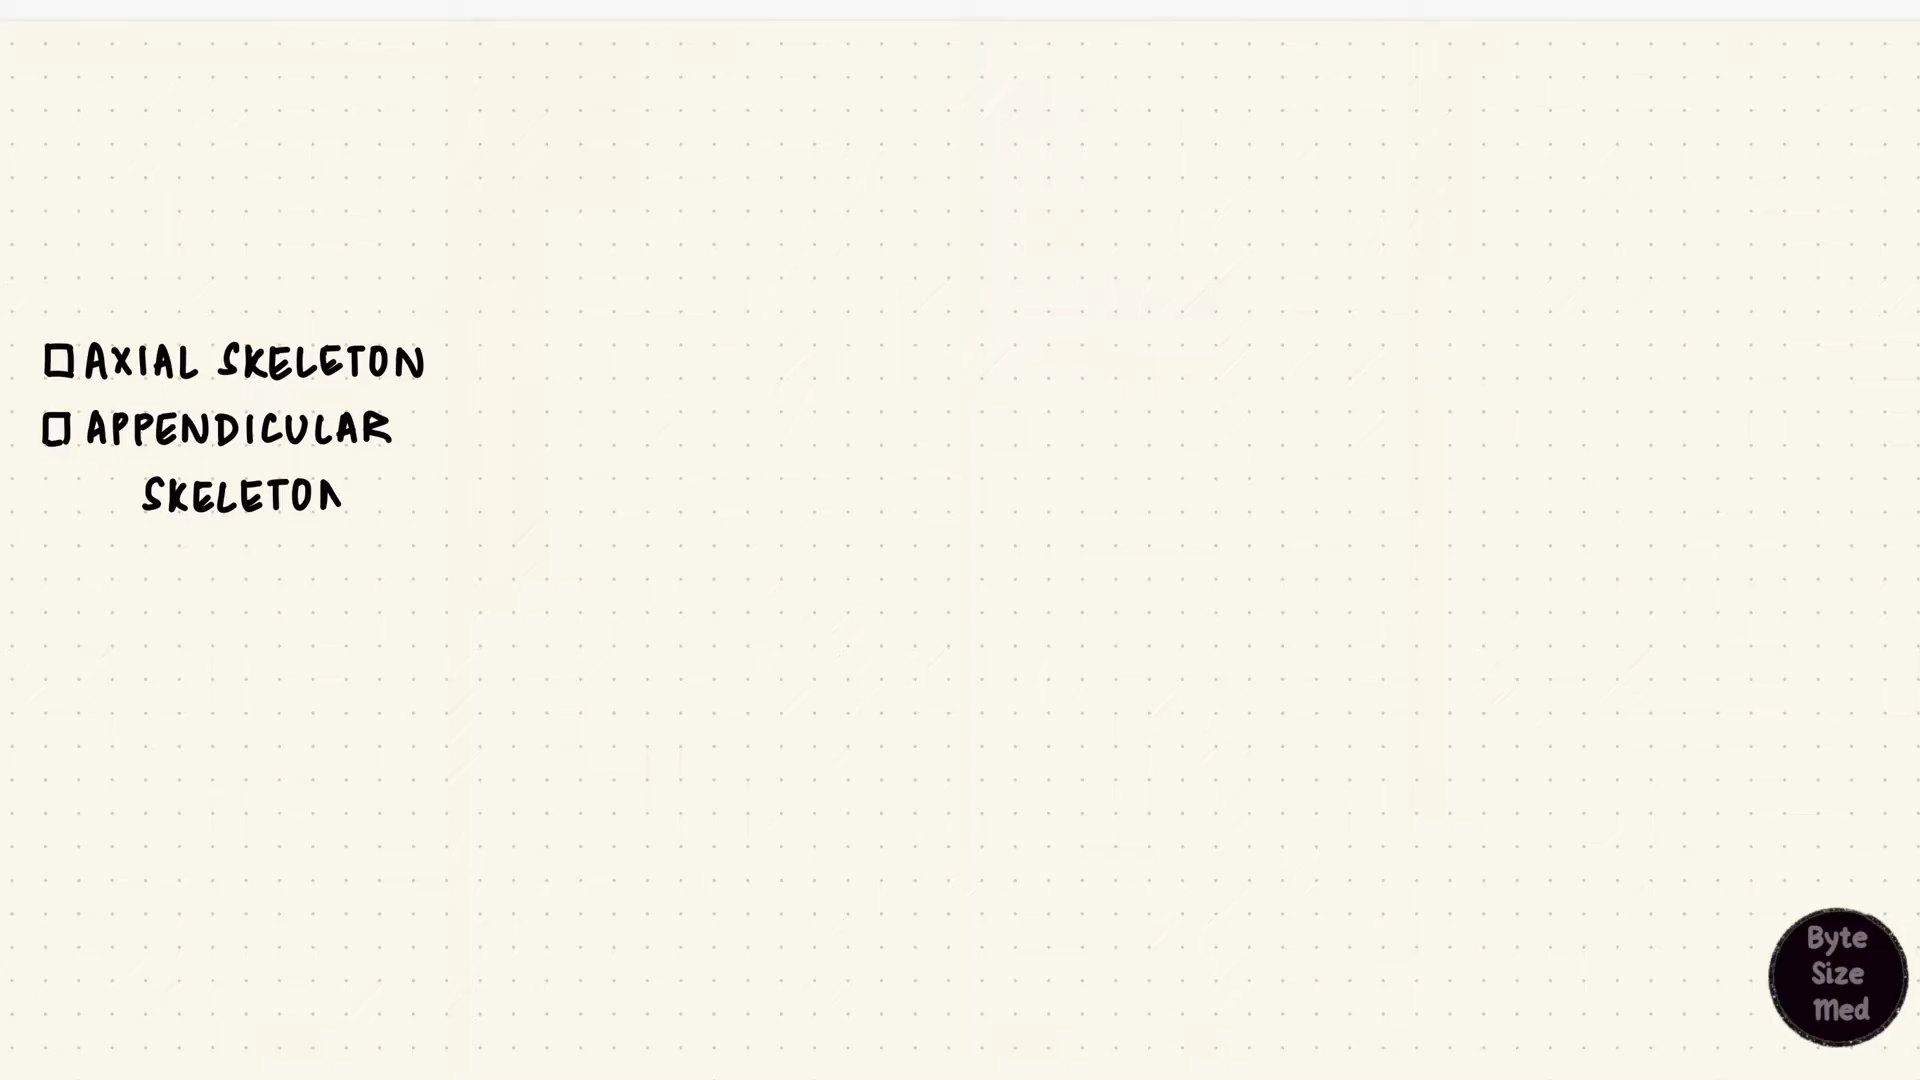 AXIAL SKELETON
APPENDICULAR
SKELETON
Byte
Size
Med